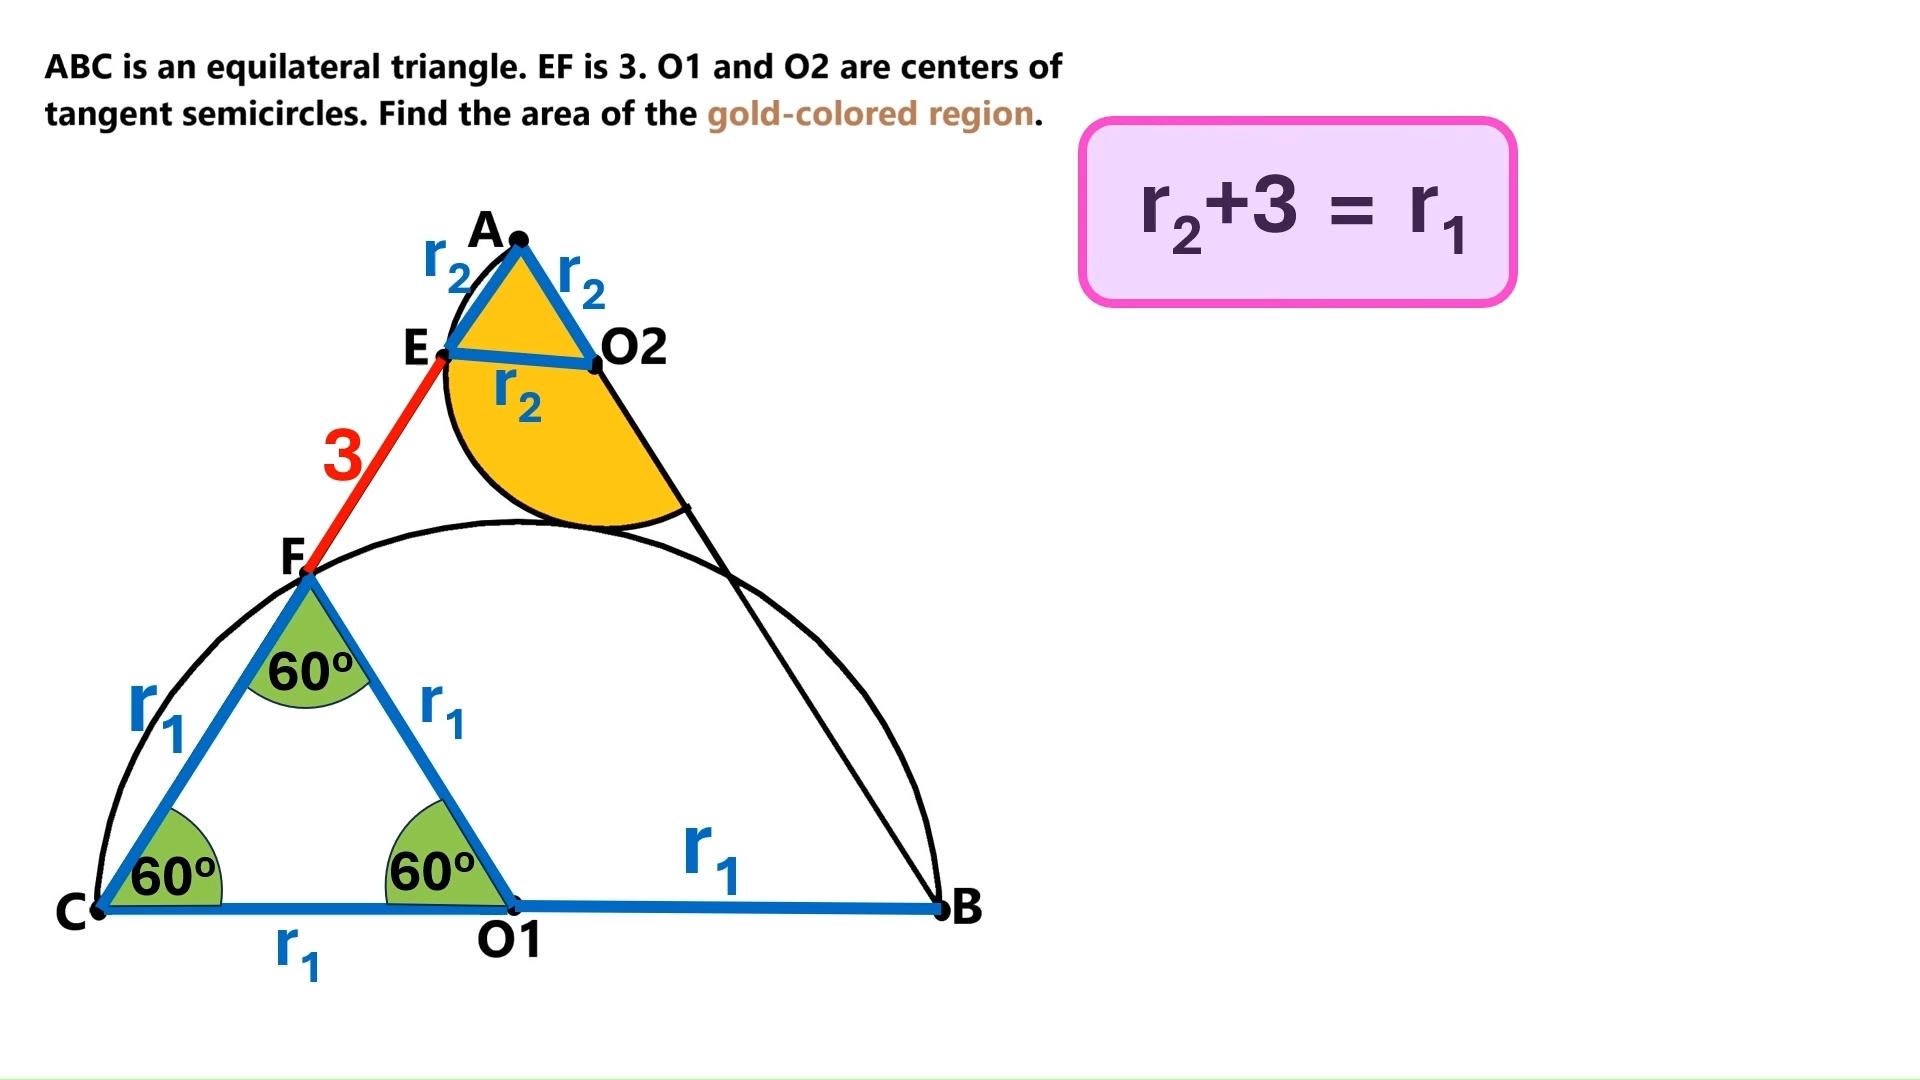 ABC is an equilateral triangle. EF is 3. O1 and O2 are centers of
tangent semicircles. Find the area of the gold-colored region.
r₂+3 = r₁
A
r₂
r₂
E
O2
r₂
3
F
60º
r₁
r₁
60º
60º
r₁
C
B
O1
r₁